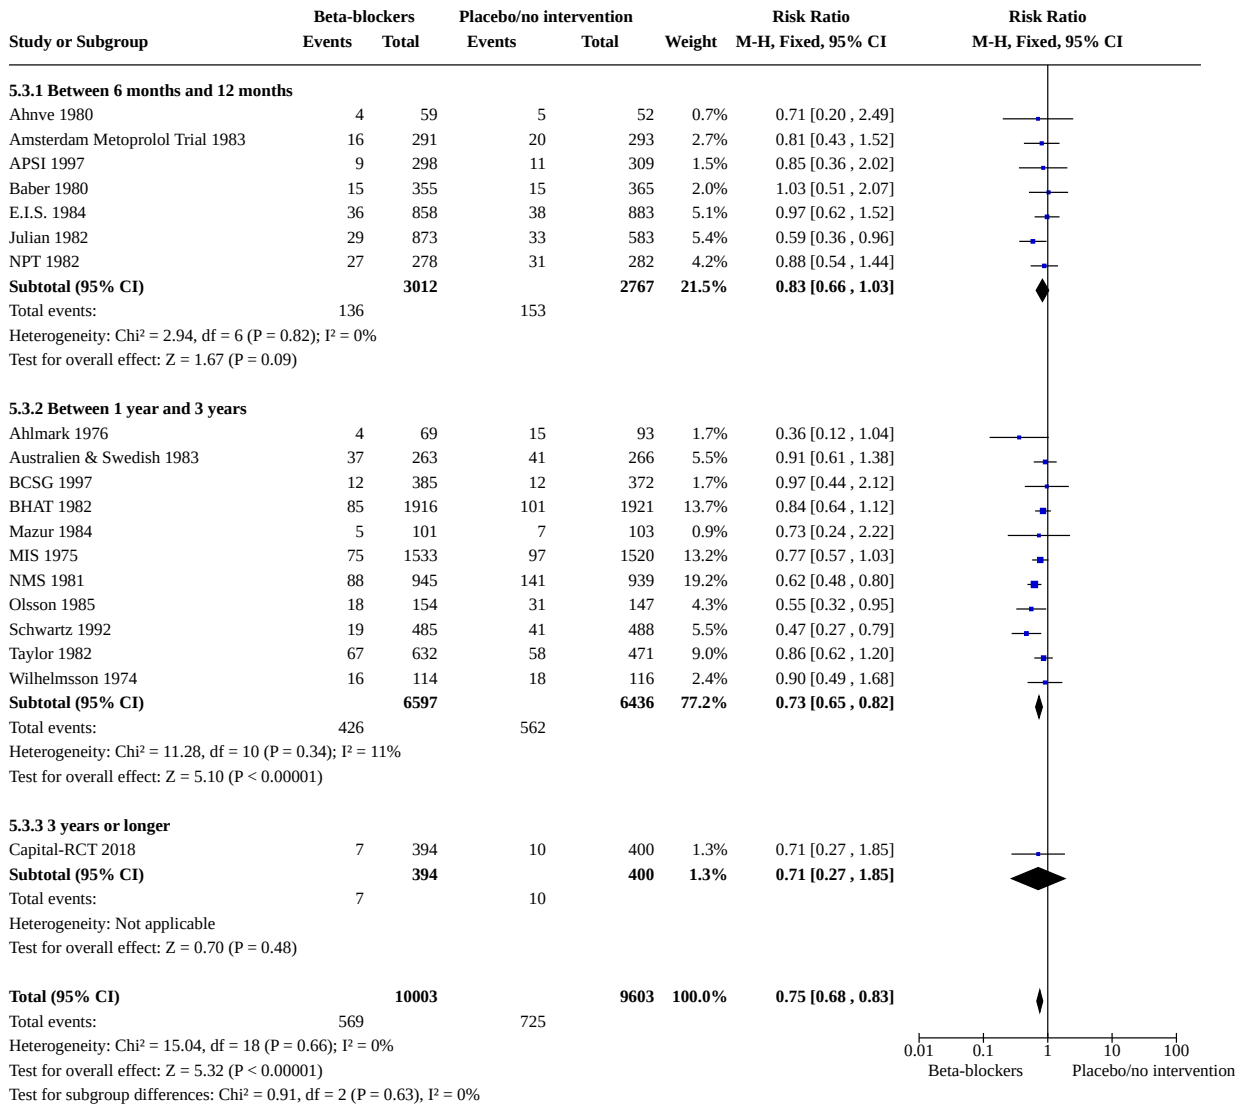 Beta-blockers Placebo/no intervention Risk Ratio Risk Ratio
Study or Subgroup Events Total Events Total Weight M-H, Fixed, 95% CI M-H, Fixed, 95% CI
5.3.1 Between 6 months and 12 months
Ahnve 1980 4 59 5 52 0.7% 0.71 [0.20 , 2.49]
Amsterdam Metoprolol Trial 1983 16 291 20 293 2.7% 0.81 [0.43 , 1.52]
APSI 1997 9 298 11 309 1.5% 0.85 [0.36 , 2.02]
Baber 1980 15 355 15 365 2.0% 1.03 [0.51 , 2.07]
E.I.S. 1984 36 858 38 883 5.1% 0.97 [0.62 , 1.52]
Julian 1982 29 873 33 583 5.4% 0.59 [0.36 , 0.96]
NPT 1982 27 278 31 282 4.2% 0.88 [0.54 , 1.44]
Subtotal (95% CI) 3012 2767 21.5% 0.83 [0.66 , 1.03]
Total events: 136 153
Heterogeneity: Chi² = 2.94, df = 6 (P = 0.82); I² = 0%
Test for overall effect: Z = 1.67 (P = 0.09)
5.3.2 Between 1 year and 3 years
Ahlmark 1976 4 69 15 93 1.7% 0.36 [0.12 , 1.04]
Australien & Swedish 1983 37 263 41 266 5.5% 0.91 [0.61 , 1.38]
BCSG 1997 12 385 12 372 1.7% 0.97 [0.44 , 2.12]
BHAT 1982 85 1916 101 1921 13.7% 0.84 [0.64 , 1.12]
Mazur 1984 5 101 7 103 0.9% 0.73 [0.24 , 2.22]
MIS 1975 75 1533 97 1520 13.2% 0.77 [0.57 , 1.03]
NMS 1981 88 945 141 939 19.2% 0.62 [0.48 , 0.80]
Olsson 1985 18 154 31 147 4.3% 0.55 [0.32 , 0.95]
Schwartz 1992 19 485 41 488 5.5% 0.47 [0.27 , 0.79]
Taylor 1982 67 632 58 471 9.0% 0.86 [0.62 , 1.20]
Wilhelmsson 1974 16 114 18 116 2.4% 0.90 [0.49 , 1.68]
Subtotal (95% CI) 6597 6436 77.2% 0.73 [0.65 , 0.82]
Total events: 426 562
Heterogeneity: Chi² = 11.28, df = 10 (P = 0.34); I² = 11%
Test for overall effect: Z = 5.10 (P < 0.00001)
5.3.3 3 years or longer
Capital-RCT 2018 7 394 10 400 1.3% 0.71 [0.27 , 1.85]
Subtotal (95% CI) 394 400 1.3% 0.71 [0.27 , 1.85]
Total events: 7 10
Heterogeneity: Not applicable
Test for overall effect: Z = 0.70 (P = 0.48)
Total (95% CI) 10003 9603 100.0% 0.75 [0.68 , 0.83]
Total events: 569 725
Heterogeneity: Chi² = 15.04, df = 18 (P = 0.66); I² = 0%
Test for overall effect: Z = 5.32 (P < 0.00001)
Test for subgroup differences: Chi² = 0.91, df = 2 (P = 0.63), I² = 0%
0.01 0.1 1 10 100
Beta-blockers Placebo/no intervention